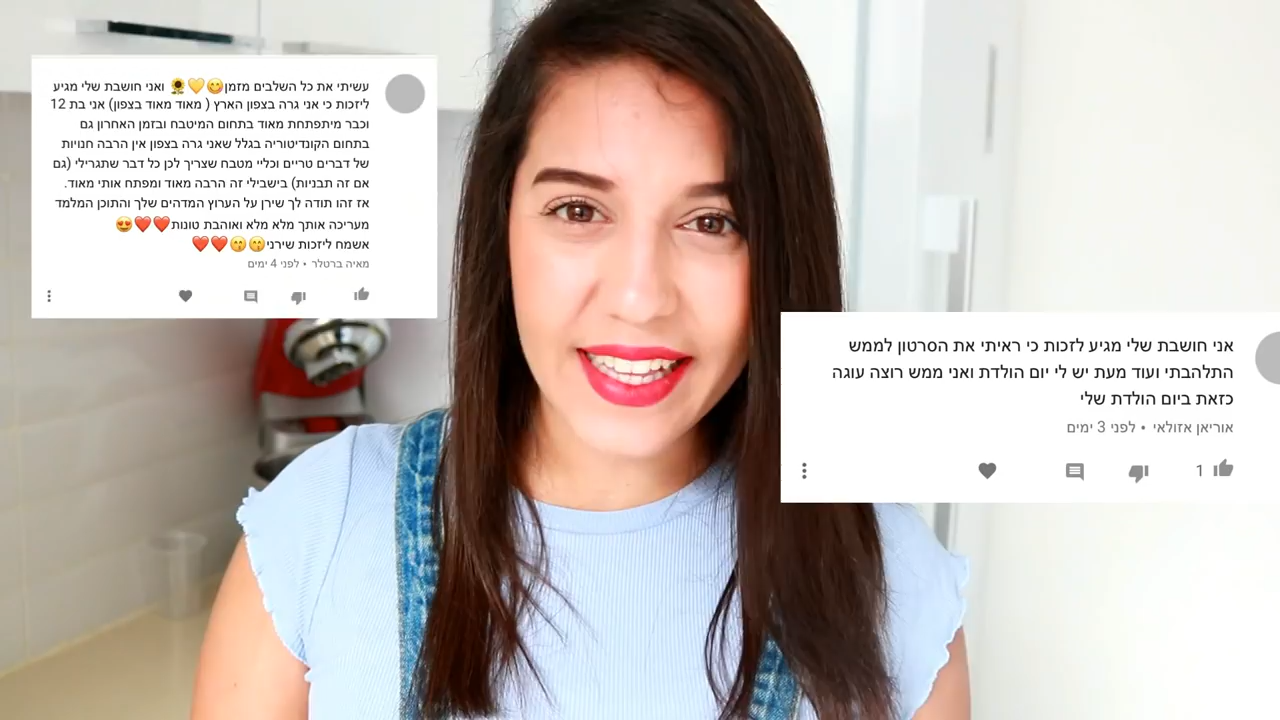 עשיתי את כל השלבים מזמן😋💛🌻 ואני חושבת שלי מגיע
ליזכות כי אני גרה בצפון הארץ ( מאוד מאוד בצפון) אני בת 12
וכבר מיתפתחת מאוד בתחום המיטבח ובזמן האחרון גם
בתחום הקונדיטוריה בגלל שאני גרה בצפון אין הרבה חנויות
של דברים טריים וכליי מטבח שצריך לכן כל דבר שתגרילי (גם
אם זה תבניות) בישבילי זה הרבה מאוד ומפתח אותי מאוד.
אז זהו תודה לך שירן על הערוץ המדהים שלך והתוכן המלמד
מעריכה אותך מלא מלא ואוהבת טונות❤️❤️😍
אשמח ליזכות שירני😙😙❤️❤️
מאיה ברטלר • לפני 4 ימים
אני חושבת שלי מגיע לזכות כי ראיתי את הסרטון לממש
התלהבתי ועוד מעת יש לי יום הולדת ואני ממש רוצה עוגה
כזאת ביום הולדת שלי
אוריאן אזולאי • לפני 3 ימים
1